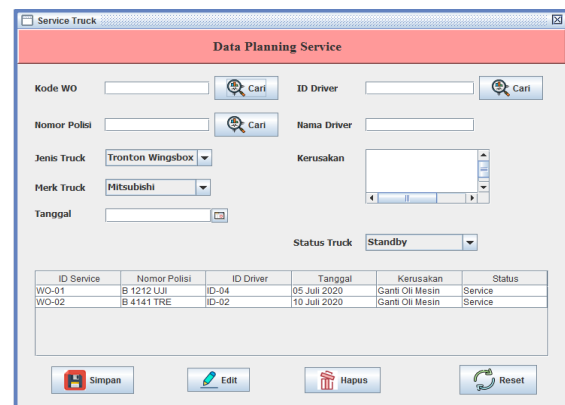 Service Truck
Data Planning Service
Kode WO Cari ID Driver Cari
Nomor Polisi Cari Nama Driver
Jenis Truck Tronton Wingsbox Kerusakan
Merk Truck Mitsubishi
Tanggal
Status Truck Standby
ID Service Nomor Polisi ID Driver Tanggal Kerusakan Status
WO-01 B 1212 UJI ID-04 05 Juli 2020 Ganti Oli Mesin Service
WO-02 B 4141 TRE ID-02 10 Juli 2020 Ganti Oli Mesin Service
Simpan Edit Hapus Reset